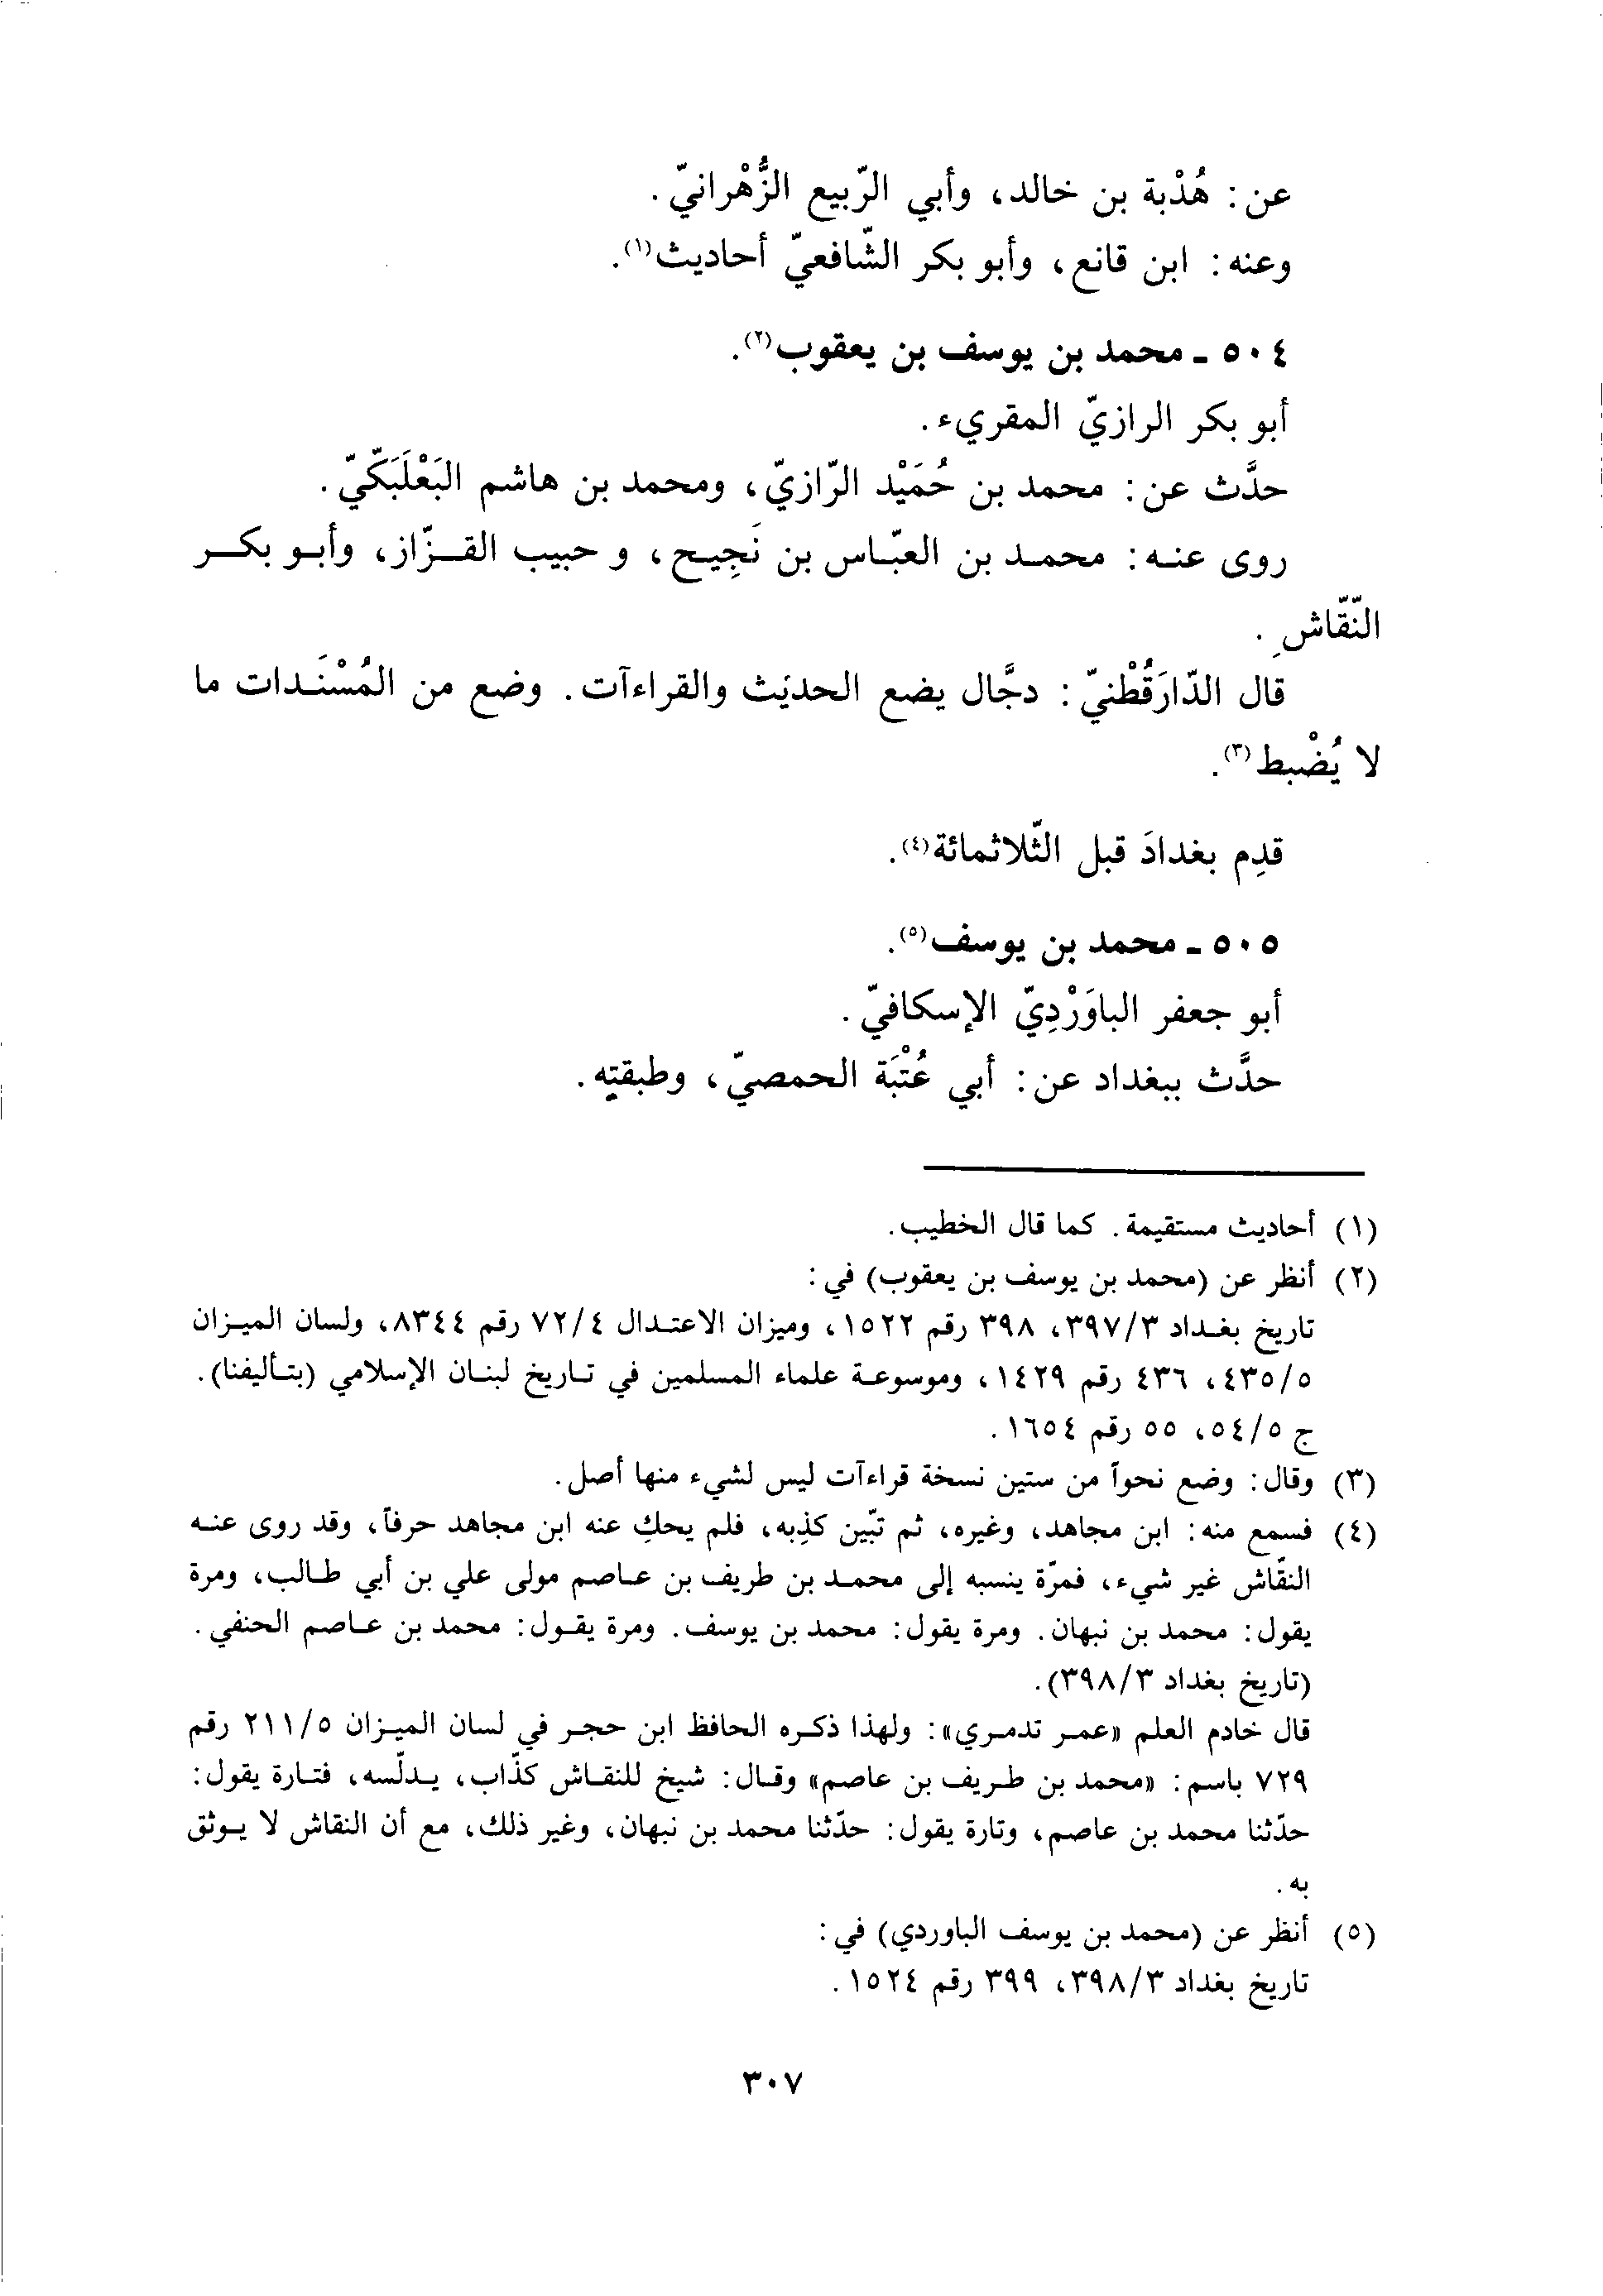 عن: هُدْبة بن خالد، وأبي الرّبيع الزُّهْرانيّ.
وعنه: ابن قانع، وأبو بكر الشّافعيّ أحاديث(١).
٥٠٤ - محمد بن يوسف بن يعقوب(٢).
أبو بكر الرازيّ المقريء.
حدَّث عن: محمد بن حُمَيْد الرّازيّ، ومحمد بن هاشم البَعْلَبَكّيّ.
روى عنه: محمد بن العبّاس بن نَجِيح، و حبيب القزّاز، وأبو بكر
النّقّاش.
قال الدّارَقُطْنيّ: دجَّال يضع الحديث والقراءآت. وضع من المُسْنَدات ما
لا يُضْبط(٣).
قدِم بغدادَ قبل الثّلاثمائة(٤).
٥٠٥ - محمد بن يوسف(٥).
أبو جعفر الباوَرْدِيّ الإسكافيّ.
حدَّث ببغداد عن: أبي عُتْبَة الحمصيّ، وطبقته.
(١) أحاديث مستقيمة. كما قال الخطيب.
(٢) أنظر عن (محمد بن يوسف بن يعقوب) في:
تاريخ بغداد ٣/٣٩٧، ٣٩٨ رقم ١٥٢٢، وميزان الاعتدال ٤/٧٢ رقم ٨٣٤٤، ولسان الميزان
٥/٤٣٥، ٤٣٦ رقم ١٤٢٩، وموسوعة علماء المسلمين في تاريخ لبنان الإسلامي (بتأليفنا).
ج ٥/٥٤، ٥٥ رقم ١٦٥٤.
(٣) وقال: وضع نحواً من ستين نسخة قراءآت ليس لشيء منها أصل.
(٤) فسمع منه: ابن مجاهد، وغيره، ثم تبّين كذِبه، فلم يحكِ عنه ابن مجاهد حرفاً، وقد روى عنه
النقّاش غير شيء، فمرّة ينسبه إلى محمد بن طريف بن عاصم مولى علي بن أبي طالب، ومرة
يقول: محمد بن نبهان. ومرة يقول: محمد بن يوسف. ومرة يقول: محمد بن عاصم الحنفي.
(تاريخ بغداد ٣/٣٩٨).
قال خادم العلم «عمر تدمري»: ولهذا ذكره الحافظ ابن حجر في لسان الميزان ٥/٢١١ رقم
٧٢٩ باسم: «محمد بن طريف بن عاصم» وقال: شيخ للنقاش كذّاب، يدلّسه، فتارة يقول:
حدّثنا محمد بن عاصم، وتارة يقول: حدّثنا محمد بن نبهان، وغير ذلك، مع أن النقاش لا يوثق
به.
(٥) أنظر عن (محمد بن يوسف الباوردي) في:
تاريخ بغداد ٣/٣٩٨، ٣٩٩ رقم ١٥٢٤.
٣٠٧